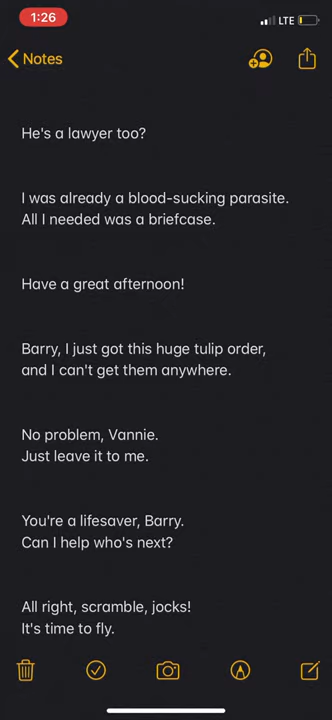 1:26
LTE
Notes
He's a lawyer too?
I was already a blood-sucking parasite.
All I needed was a briefcase.
Have a great afternoon!
Barry, I just got this huge tulip order,
and I can't get them anywhere.
No problem, Vannie.
Just leave it to me.
You're a lifesaver, Barry.
Can I help who's next?
All right, scramble, jocks!
It's time to fly.